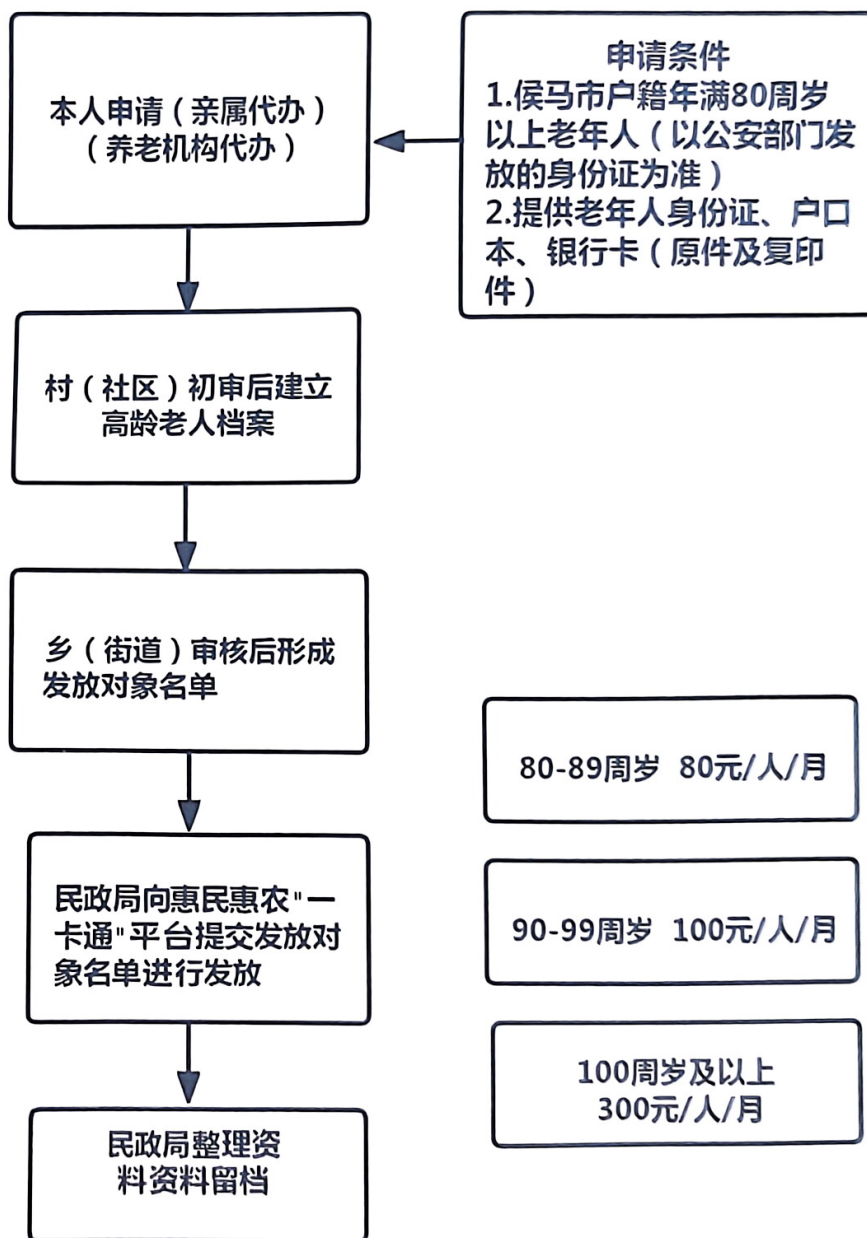 本人申请（亲属代办）
（养老机构代办）
申请条件
1.侯马市户籍年满80周岁
以上老年人（以公安部门发
放的身份证为准）
2.提供老年人身份证、户口
本、银行卡（原件及复印
件）
村（社区）初审后建立
高龄老人档案
乡（街道）审核后形成
发放对象名单
民政局向惠民惠农"一
卡通"平台提交发放对
象名单进行发放
民政局整理资
料资料留档
80-89周岁 80元/人/月
90-99周岁 100元/人/月
100周岁及以上
300元/人/月